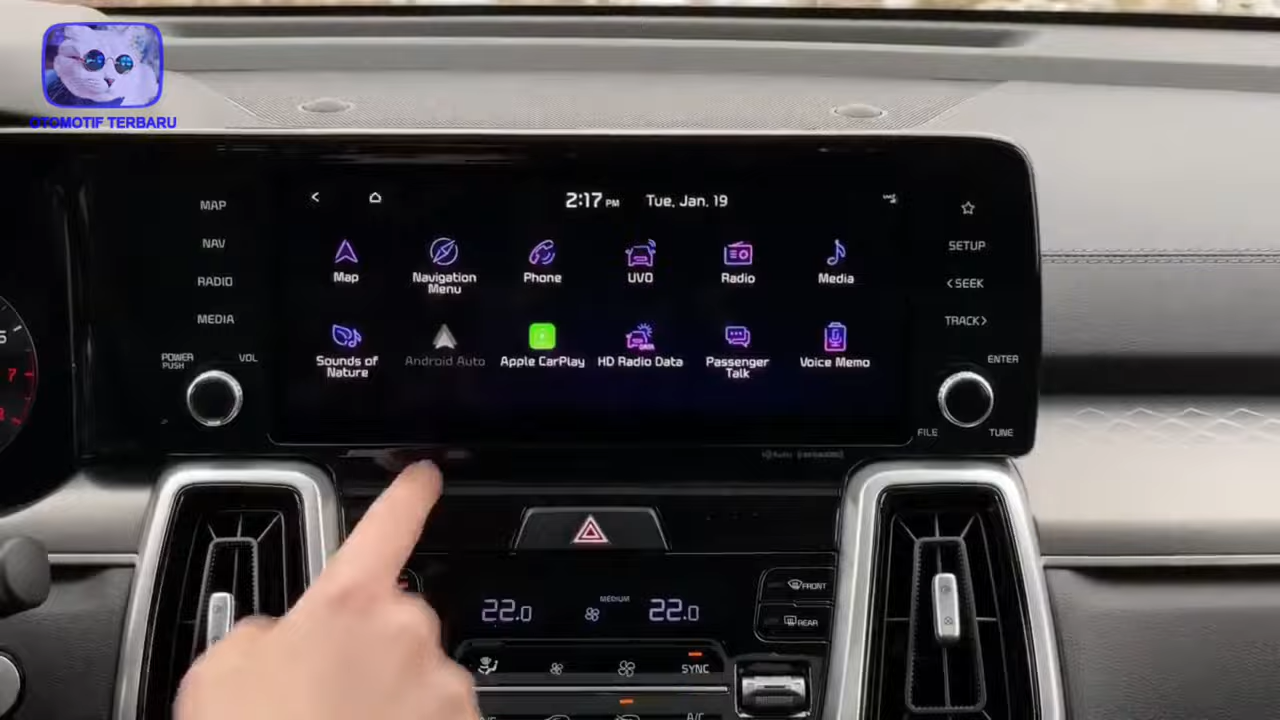 OTOMOTIF TERBARU
2:17 PM Tue, Jan. 19
MAP
NAV
RADIO
MEDIA
POWER
PUSH
VOL
Map
Navigation
Menu
Phone
UVO
Radio
Media
Sounds of
Nature
Android Auto
Apple CarPlay
HD Radio Data
Passenger
Talk
Voice Memo
SETUP
< SEEK
TRACK >
ENTER
FILE
TUNE
7
MEDIUM
22.0
22.0
FRONT
REAR
SYNC